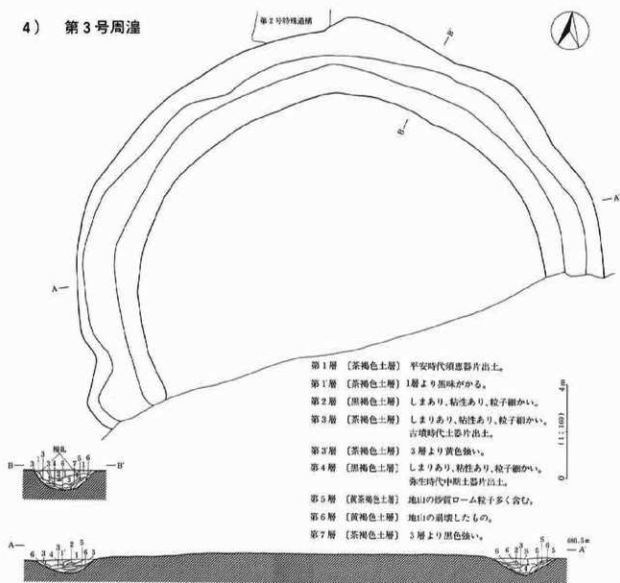 4） 第3号周湟
第2号特殊遺構
B'
B
A'
A
第1層 〔茶褐色土層〕 平安時代須恵器片出土。
第1'層 〔茶褐色土層〕 1層より黒味がかる。
第2層 〔黒褐色土層〕 しまあり、粘性あり、粒子細かい。
第3層 〔茶褐色土層〕 しまりあり、粘性あり、粒子細かい。
古墳時代土器片出土。
第3'層 〔茶褐色土層〕 3層より黄色強い。
第4層 〔黒褐色土層〕 しまりあり、粘性あり、粒子細かい。
弥生時代中期土器片出土。
第5層 〔黄茶褐色土層〕 地山の砂質ローム粒子多く含む。
第6層 〔黄褐色土層〕 地山の崩壊したもの。
第7層 〔茶褐色土層〕 3層より黒色強い。
0 (1:160) 4m
撹乱
B B'
A A'